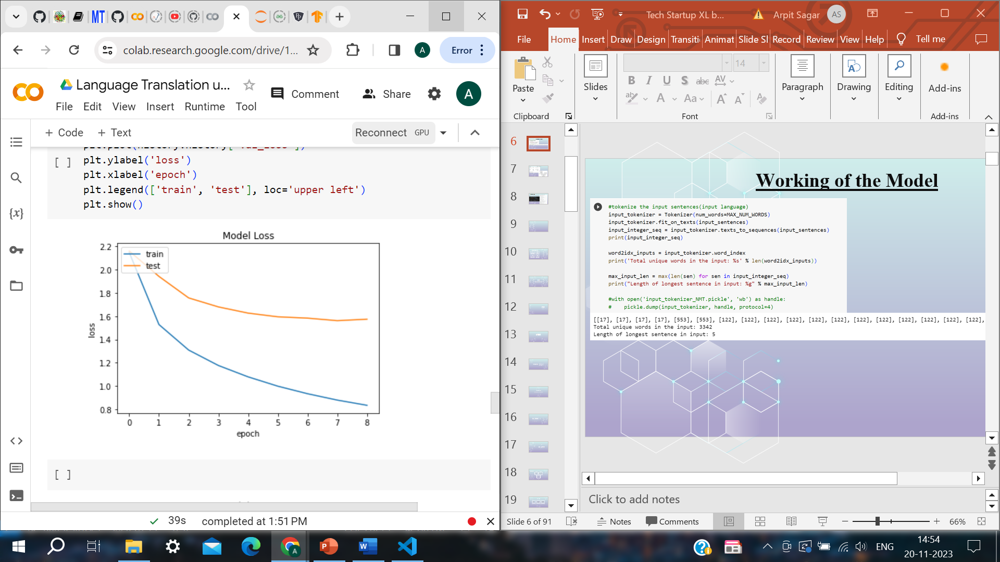 MT
colab.research.google.com/drive/1...
A
Error
Language Translation u...
Comment
Share
A
File Edit View Insert Runtime Tool
+ Code + Text
Reconnect GPU
[ ]
plt.ylabel('loss')
plt.xlabel('epoch')
plt.legend(['train', 'test'], loc='upper left')
plt.show()
{x}
Model Loss
train
test
loss
2.2
2.0
1.8
1.6
1.4
1.2
1.0
0.8
0 1 2 3 4 5 6 7 8
epoch
[ ]
39s completed at 1:51 PM
Tech Startup XL b...
Arpit Sagar AS
File Home Insert Draw Design Transiti Animat Slide Sl Record Review View Help Tell me
Paste
Clipboard
Slides
14
B I U S abc AV
A Aa A A
Font
Paragraph
Drawing
Editing
Add-ins
Add-ins
6
7
8
9
10
11
12
13
14
15
16
17
18
19
Working of the Model
#tokenize the input sentences(input language)
input_tokenizer = Tokenizer(num_words=MAX_NUM_WORDS)
input_tokenizer.fit_on_texts(input_sentences)
input_integer_seq = input_tokenizer.texts_to_sequences(input_sentences)
print(input_integer_seq)
word2idx_inputs = input_tokenizer.word_index
print('Total unique words in the input: %s' % len(word2idx_inputs))
max_input_len = max(len(sen) for sen in input_integer_seq)
print("Length of longest sentence in input: %g" % max_input_len)
#with open('input_tokenizer_NMT.pickle', 'wb') as handle:
#    pickle.dump(input_tokenizer, handle, protocol=4)
[[17], [17], [17], [17], [553], [553], [122], [122], [122], [122], [122], [122], [122], [122], [122], [122], [122], [122],
Total unique words in the input: 3342
Length of longest sentence in input: 5
Click to add notes
Slide 6 of 91
Notes
Comments
66%
ENG
14:54
20-11-2023